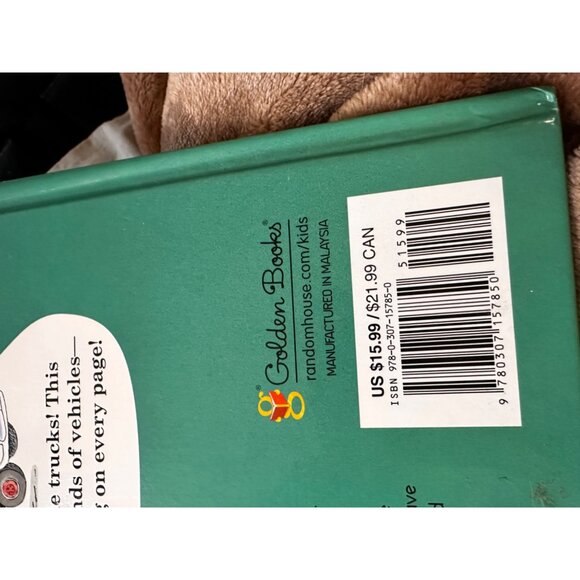 e trucks! This
nds of vehicles—
g on every page!
Golden Books®
randomhouse.com/kids
MANUFACTURED IN MALAYSIA
US $15.99 / $21.99 CAN
ISBN 978-0-307-15785-0
51599
9 780307 157850